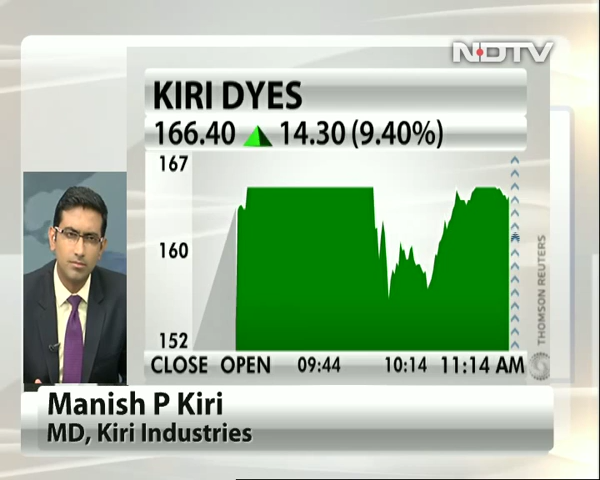 NDTV
KIRI DYES
166.40 14.30 (9.40%)
167
160
152
CLOSE OPEN 09:44 10:14 11:14 AM
THOMSON REUTERS
Manish P Kiri
MD, Kiri Industries